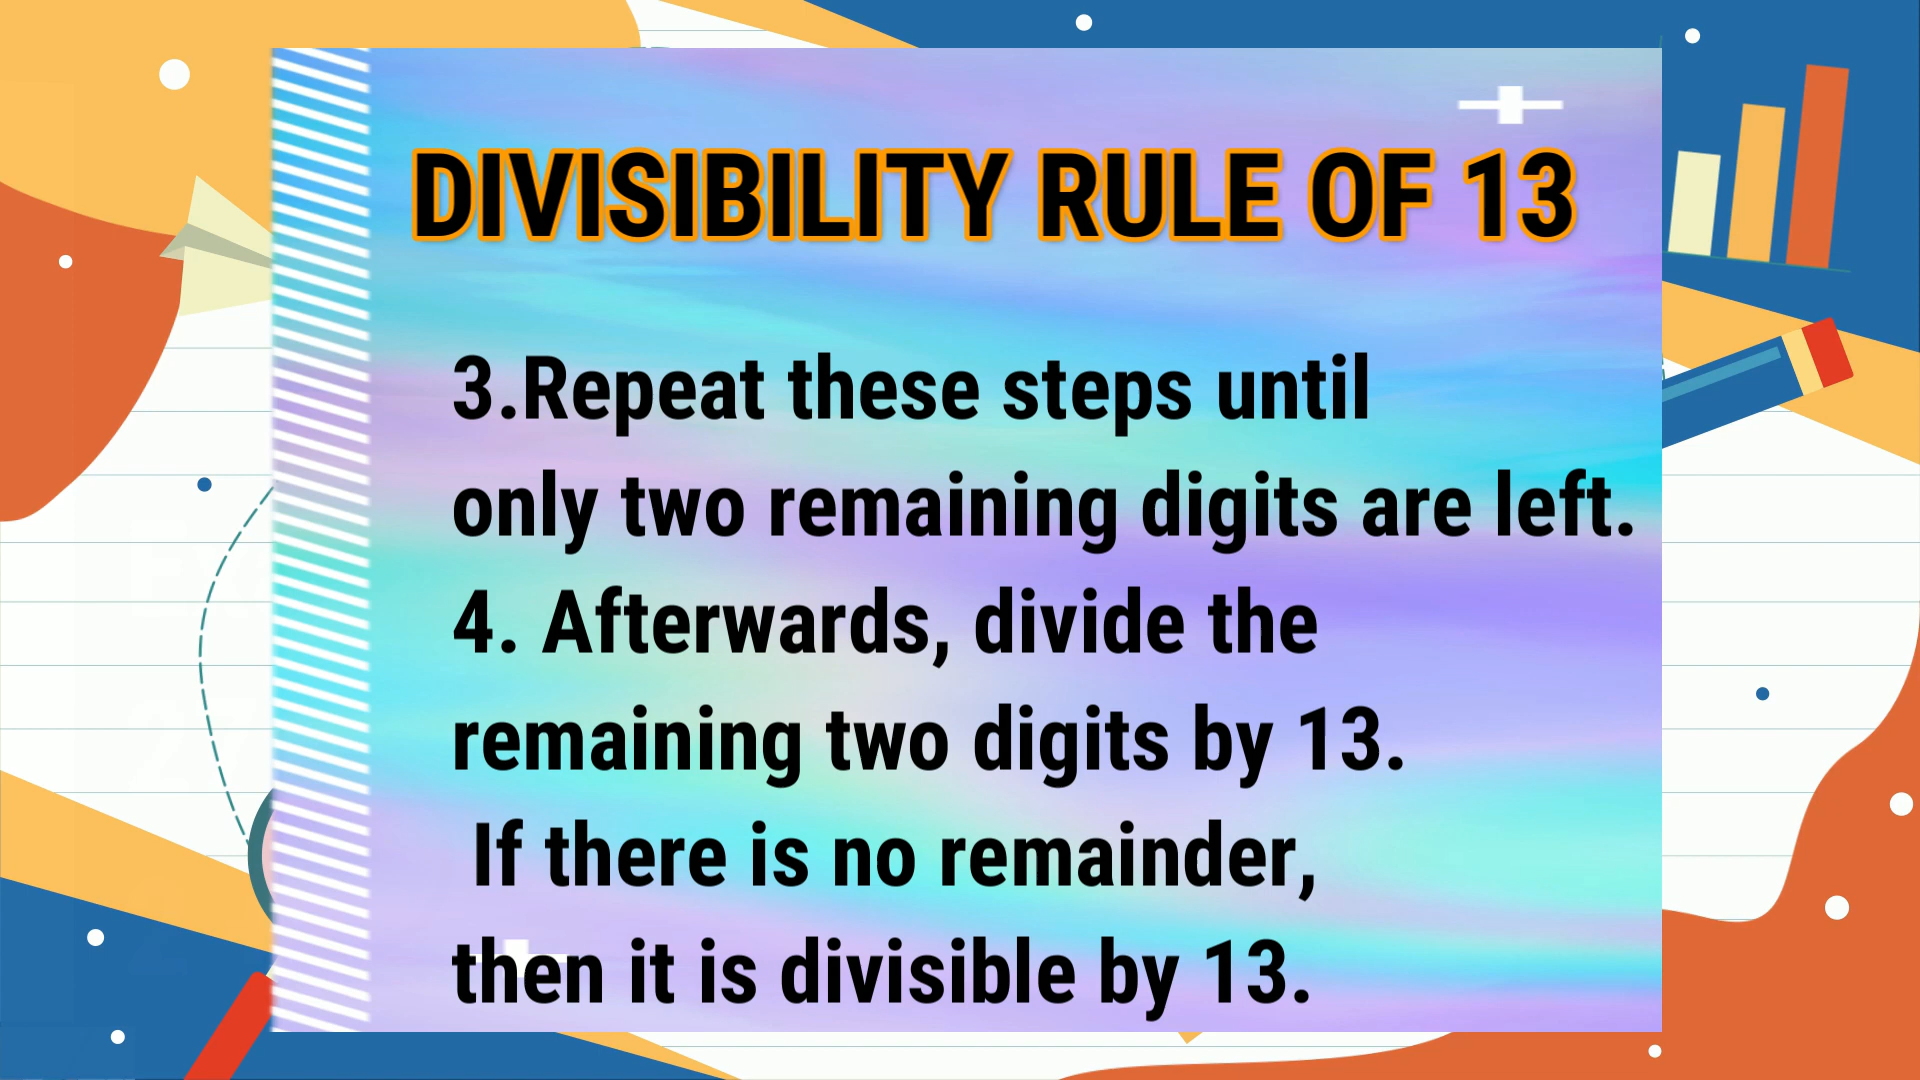 DIVISIBILITY RULE OF 13
3.Repeat these steps until
only two remaining digits are left.
4. Afterwards, divide the
remaining two digits by 13.
If there is no remainder,
then it is divisible by 13.